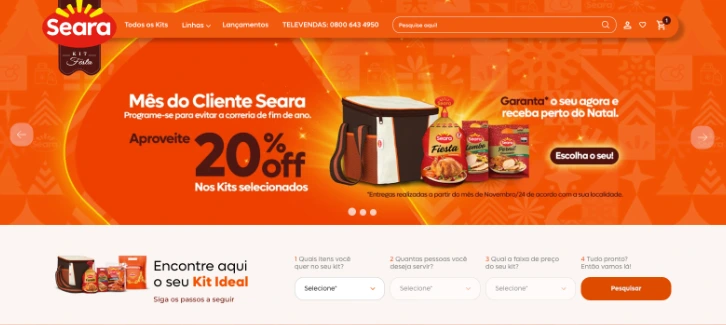 Seara
KIT
Festa
Todos os Kits
Linhas
Lançamentos
TELEVENDAS: 0800 643 4950
Pesquise aqui
1
Mês do Cliente Seara
Programe-se para evitar a correria de fim de ano.
Aproveite
20% off
Nos Kits selecionados
Seara
Fiesta
Seara
Lombo
Seara
Garanta* o seu agora e
receba perto do Natal.
Escolha o seu!
*Entregas realizadas a partir do mês de Novembro/24 de acordo com a sua localidade.
Encontre aqui
o seu Kit Ideal
Siga os passos a seguir
1 Quais itens você
quer no seu kit?
Selecione*
2 Quantas pessoas você
deseja servir?
Selecione*
3 Qual a faixa de preço
do seu kit?
Selecione*
4 Tudo pronto?
Então vamos lá!
Pesquisar